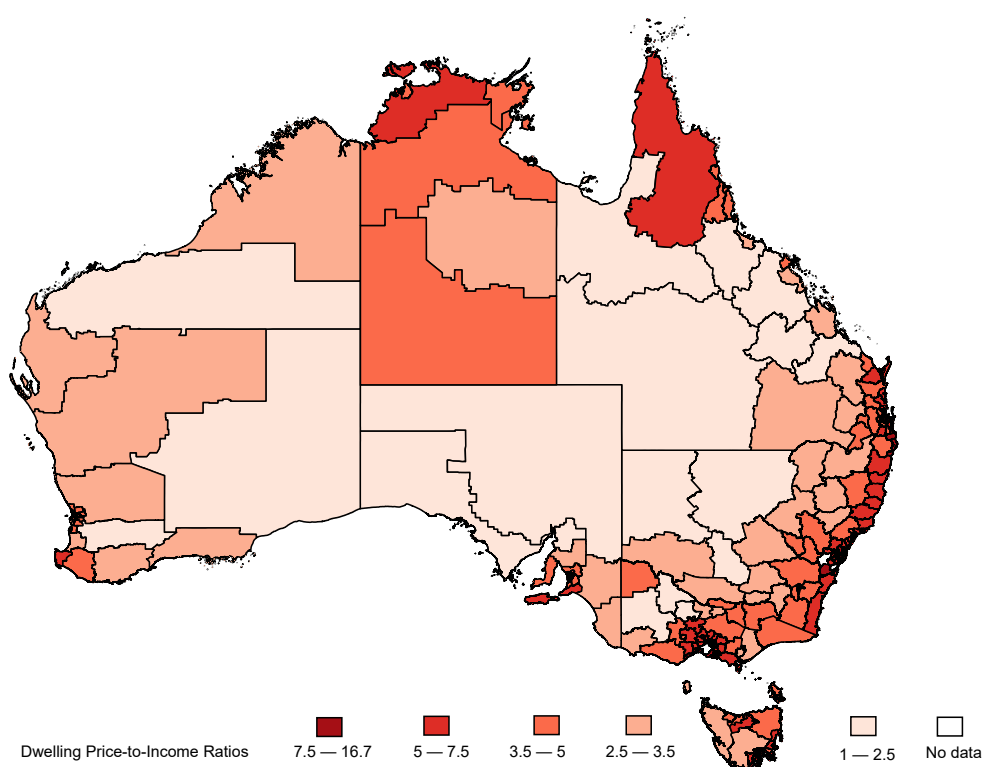 Dwelling Price-to-Income Ratios
7.5 — 16.7
5 — 7.5
3.5 — 5
2.5 — 3.5
1 — 2.5
No data